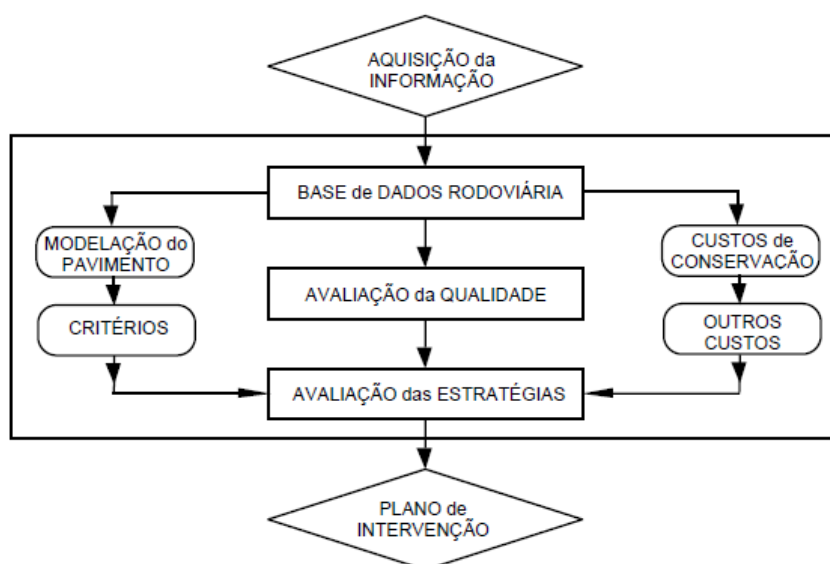 AQUISIÇÃO da
INFORMAÇÃO
BASE de DADOS RODOVIÁRIA
MODELAÇÃO do
PAVIMENTO
CUSTOS de
CONSERVAÇÃO
AVALIAÇÃO da QUALIDADE
CRITÉRIOS
OUTROS
CUSTOS
AVALIAÇÃO das ESTRATÉGIAS
PLANO de
INTERVENÇÃO